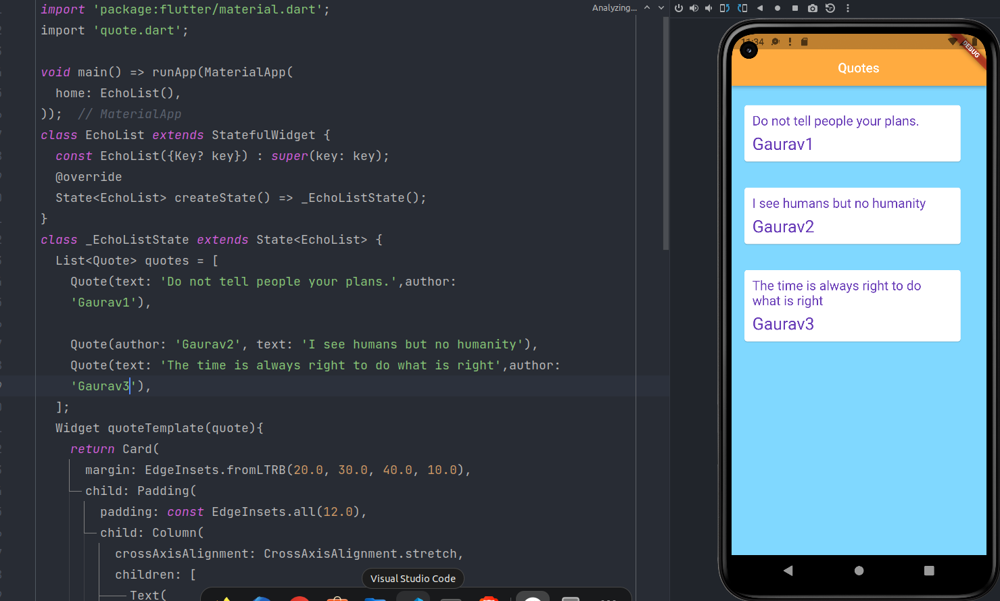 import 'package:flutter/material.dart';
import 'quote.dart';
void main() => runApp(MaterialApp(
home: EchoList(),
));  // MaterialApp
class EchoList extends StatefulWidget {
const EchoList({Key? key}) : super(key: key);
@override
State<EchoList> createState() => _EchoListState();
}
class _EchoListState extends State<EchoList> {
List<Quote> quotes = [
Quote(text: 'Do not tell people your plans.',author:
'Gaurav1'),
Quote(author: 'Gaurav2', text: 'I see humans but no humanity'),
Quote(text: 'The time is always right to do what is right',author:
'Gaurav3'),
];
Widget quoteTemplate(quote){
return Card(
margin: EdgeInsets.fromLTRB(20.0, 30.0, 40.0, 10.0),
child: Padding(
padding: const EdgeInsets.all(12.0),
child: Column(
crossAxisAlignment: CrossAxisAlignment.stretch,
children: [
Text(
Visual Studio Code
Analyzing...
11:34
DEBUG
Quotes
Do not tell people your plans.
Gaurav1
I see humans but no humanity
Gaurav2
The time is always right to do
what is right
Gaurav3